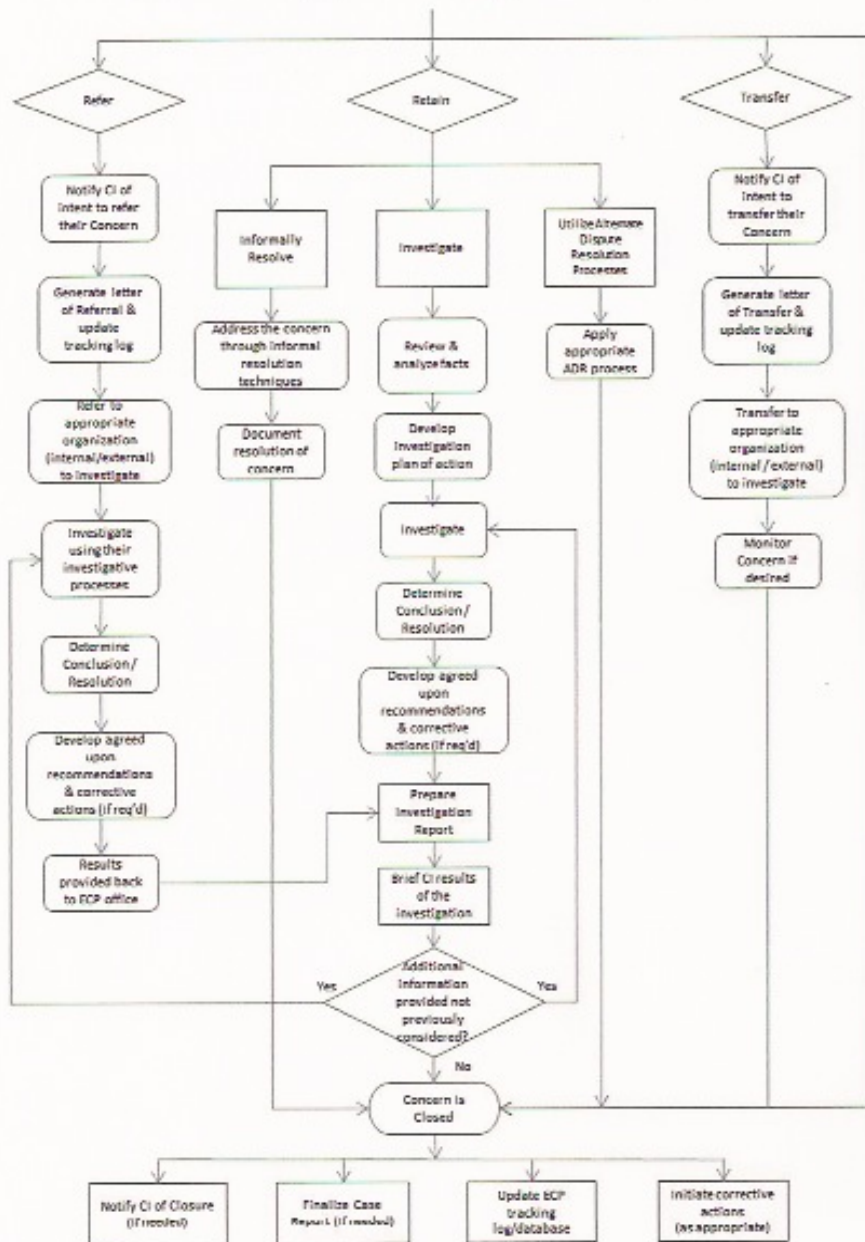 Refer
Retain
Transfer
Notify CI of
intent to refer
their Concern
Informally
Resolve
Investigate
Utilize Alternate
Dispute
Resolution
Processes
Notify CI of
intent to
transfer their
Concern
Generate letter
of Referral &
update
tracking log
Address the concern
through informal
resolution
techniques
Review &
analyze facts
Apply
appropriate
ADR process
Generate letter
of Transfer &
update tracking
log
Refer to
appropriate
organization
(internal/external)
to investigate
Document
resolution of
concern
Develop
investigation
plan of action
Transfer to
appropriate
organization
(internal / external)
to investigate
Investigate
using their
investigative
processes
Investigate
Monitor
Concern if
desired
Determine
Conclusion /
Resolution
Determine
Conclusion /
Resolution
Develop agreed
upon
recommendations
& corrective
actions (if req'd)
Develop agreed
upon
recommendations
& corrective
actions (if req'd)
Prepare
Investigation
Report
Results
provided back
to ECP office
Brief CI results
of the
investigation
Yes
Additional
information
provided not
previously
considered?
Yes
No
Concern is
Closed
Notify CI of Closure
(if needed)
Finalize Case
Report (if needed)
Update ECP
tracking
log/database
Initiate corrective
actions
(as appropriate)